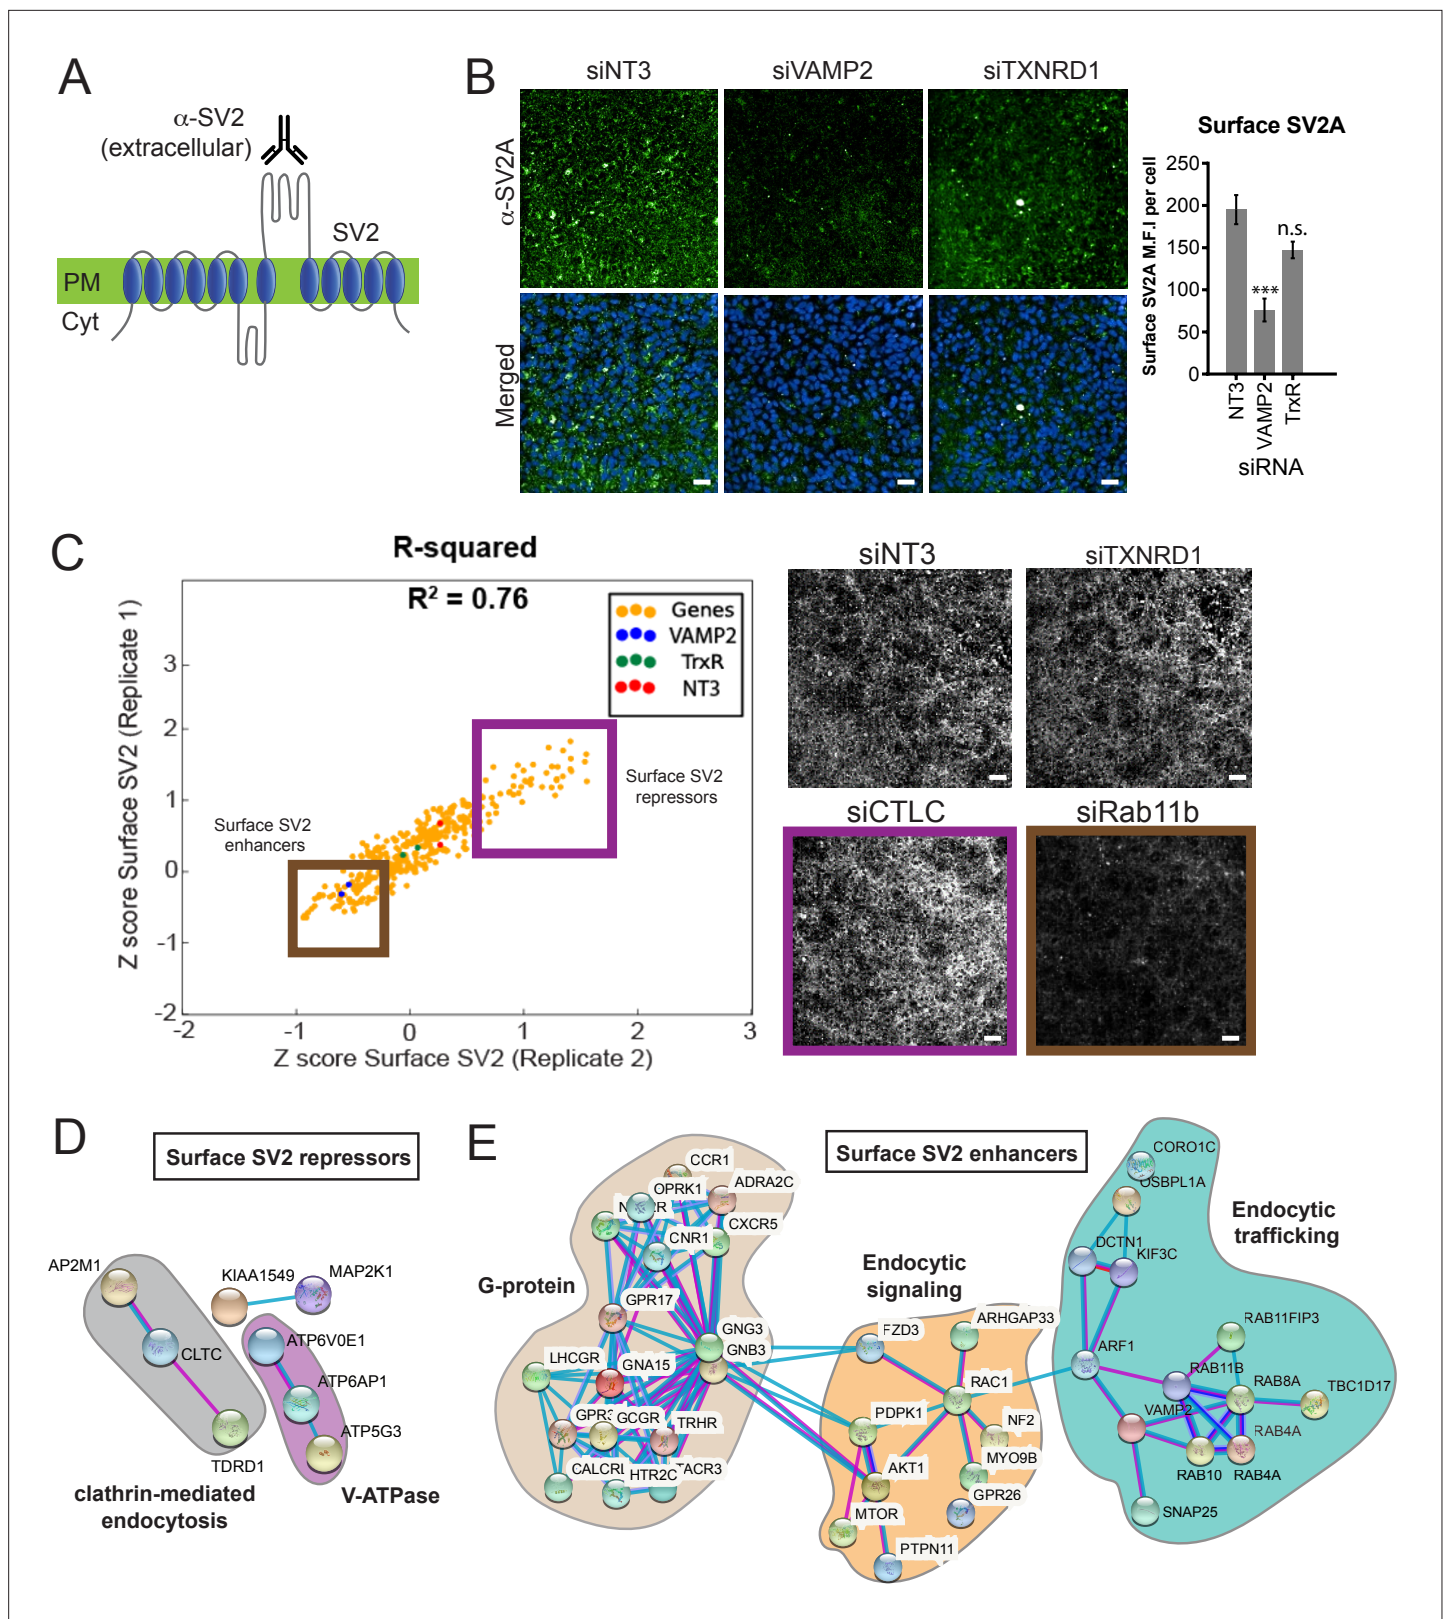 A
α-SV2
(extracellular)
SV2
PM
Cyt
B
siNT3
siVAMP2
siTXNRD1
α-SV2A
Merged
Surface SV2A
Surface SV2A M.F.I per cell
250
200
150
100
50
0
***
n.s.
NT3
VAMP2
TrxR
siRNA
C
R-squared
R² = 0.76
Genes
VAMP2
TrxR
NT3
Z score Surface SV2 (Replicate 1)
3
2
1
0
-1
-2
Surface SV2
enhancers
Surface SV2
repressors
-2
-1
0
1
2
3
Z score Surface SV2 (Replicate 2)
siNT3
siTXNRD1
siCTLC
siRab11b
D
Surface SV2 repressors
AP2M1
CLTC
TDRD1
KIAA1549
MAP2K1
ATP6V0E1
ATP6AP1
ATP5G3
clathrin-mediated
endocytosis
V-ATPase
E
Surface SV2 enhancers
G-protein
CCR1
OPRK1
ADRA2C
CXCR5
CNR1
GPR17
GNG3
GNB3
LHCGR
GNA15
GCGR
TRHR
CALCRL
HTR2C
TACR3
Endocytic
signaling
FZD3
ARHGAP33
RAC1
PDPK1
NF2
MYO9B
AKT1
GPR26
MTOR
PTPN11
Endocytic
trafficking
CORO1C
OSBPL1A
DCTN1
KIF3C
ARF1
RAB11FIP3
RAB11B
RAB8A
TBC1D17
VAMP2
RAB4A
RAB10
RAB4A
SNAP25